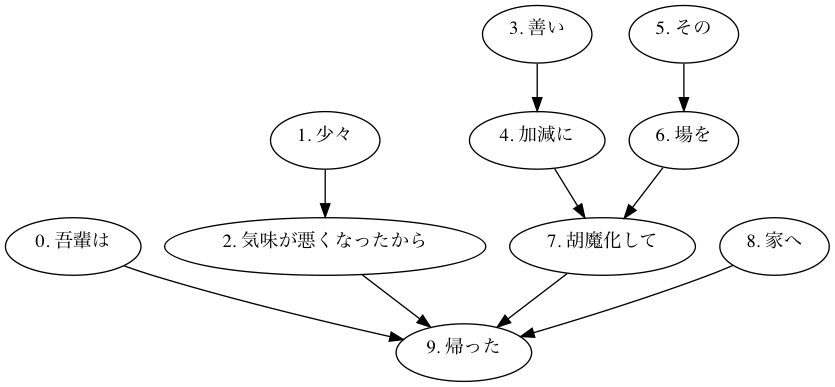 3. 善い
5. その
1. 少々
4. 加減に
6. 場を
0. 吾輩は
2. 気味が悪くなったから
7. 胡魔化して
8. 家へ
9. 帰った